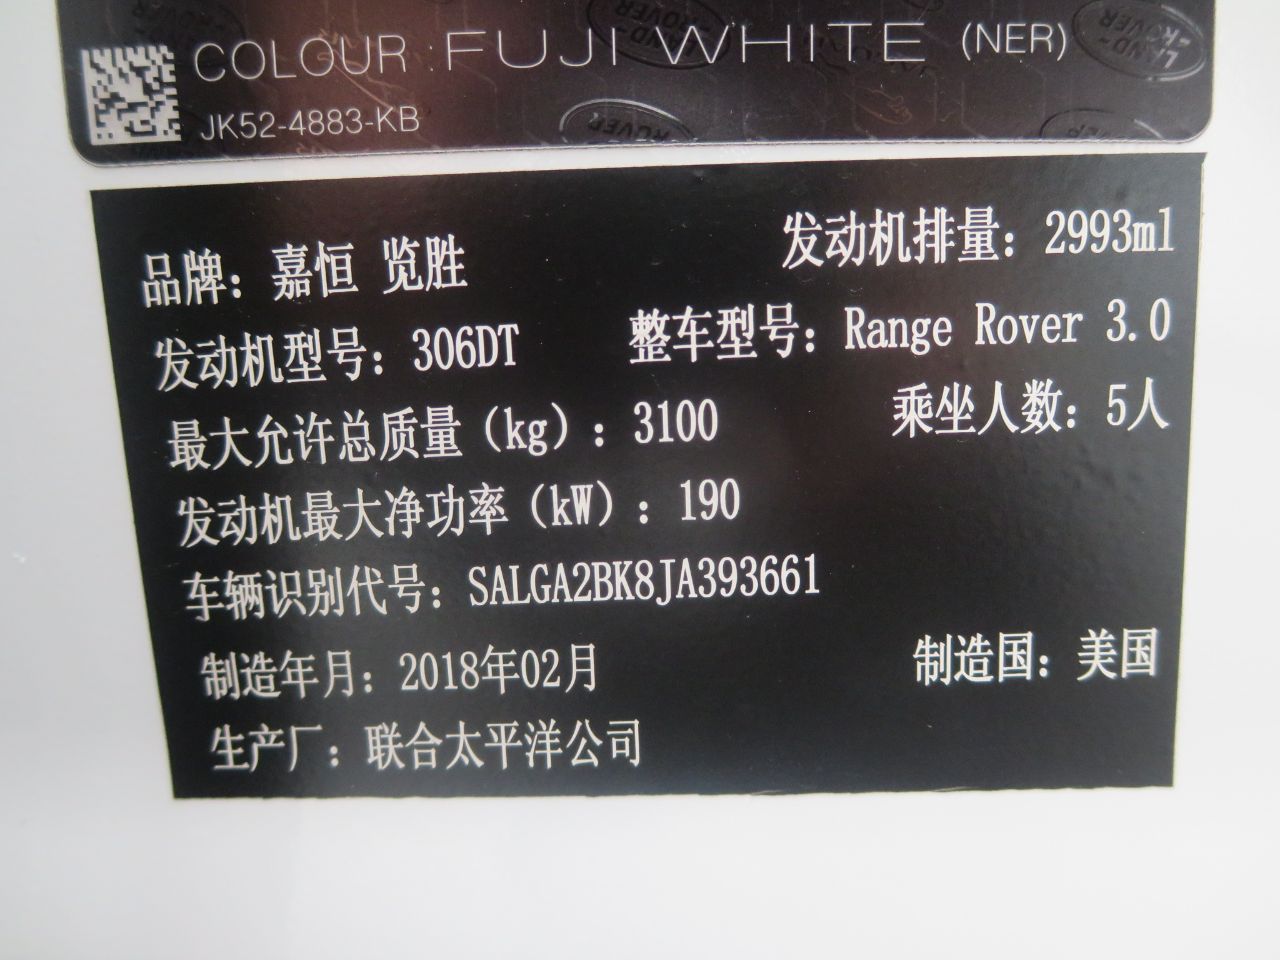 COLOUR : FUJI WHITE (NER)
JK52-4883-KB
品牌：嘉恒 览胜 发动机排量：2993ml
发动机型号：306DT 整车型号：Range Rover 3.0
最大允许总质量（kg）：3100 乘坐人数：5人
发动机最大净功率（kW）：190
车辆识别代号：SALGA2BK8JA393661
制造年月：2018年02月 制造国：美国
生产厂：联合太平洋公司